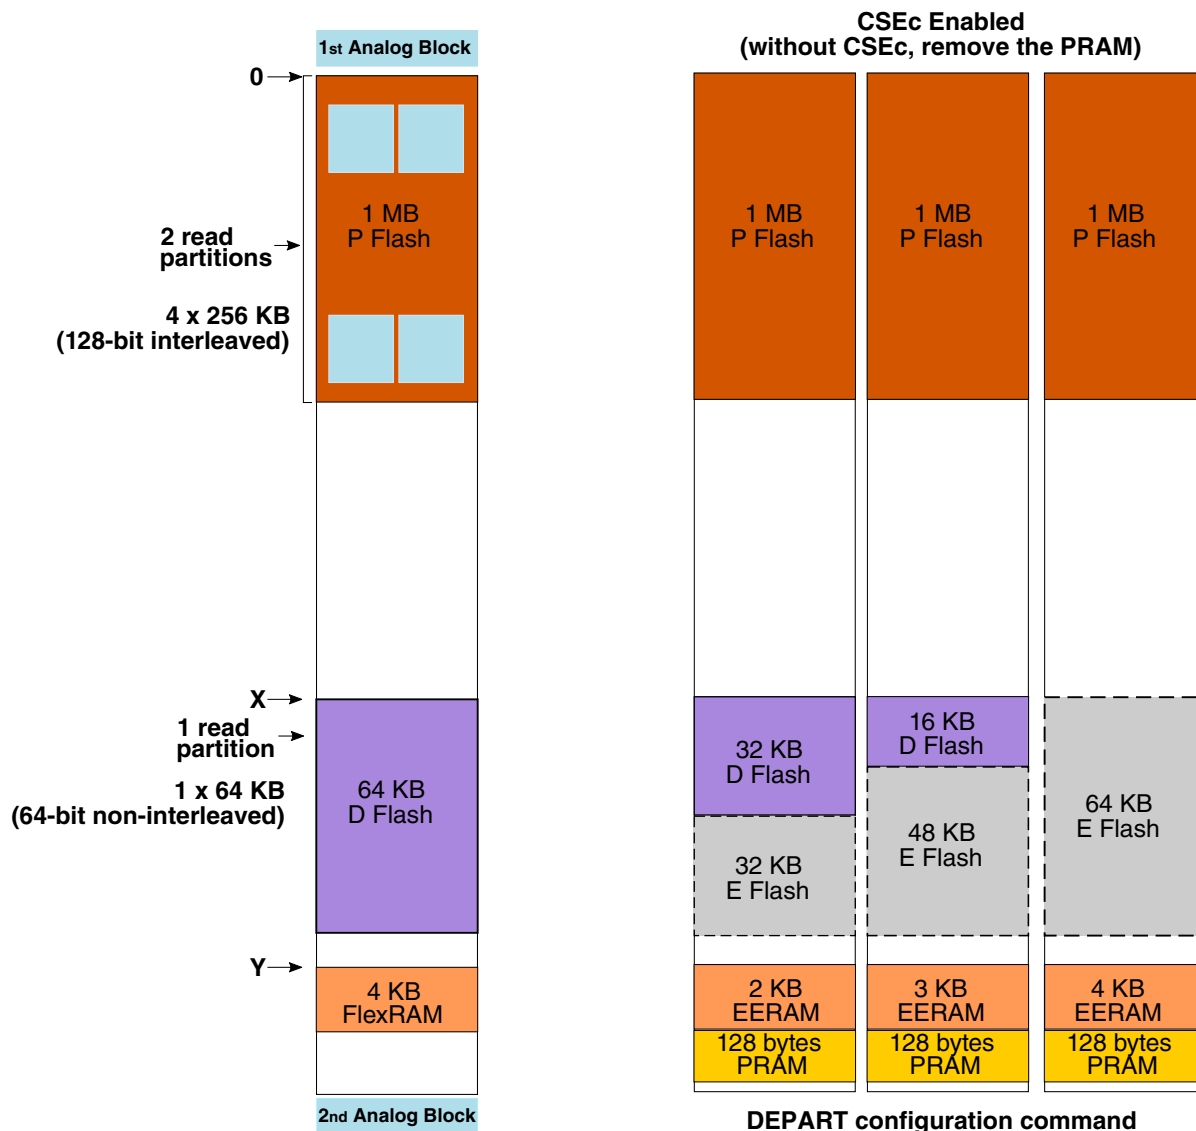 1st Analog Block
0
1 MB
P Flash
2 read
partitions
4 x 256 KB
(128-bit interleaved)
X
1 read
partition
1 x 64 KB
(64-bit non-interleaved)
64 KB
D Flash
Y
4 KB
FlexRAM
2nd Analog Block
CSEc Enabled
(without CSEc, remove the PRAM)
1 MB
P Flash
32 KB
D Flash
32 KB
E Flash
2 KB
EERAM
128 bytes
PRAM
1 MB
P Flash
16 KB
D Flash
48 KB
E Flash
3 KB
EERAM
128 bytes
PRAM
1 MB
P Flash
64 KB
E Flash
4 KB
EERAM
128 bytes
PRAM
DEPART configuration command